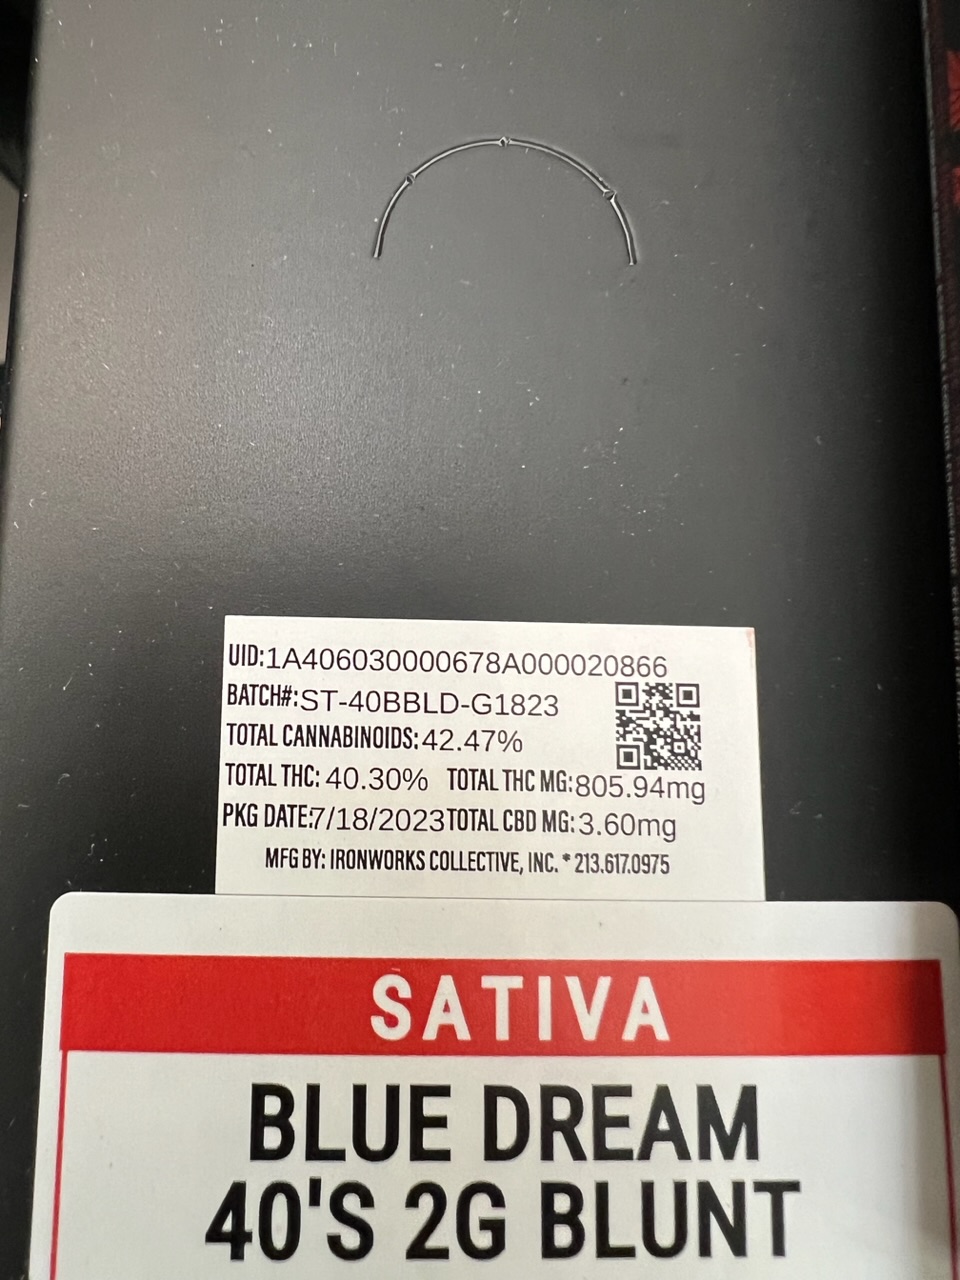 UID:1A406030000678A000020866
BATCH#:ST-40BBLD-G1823
TOTAL CANNABINOIDS:42.47%
TOTAL THC: 40.30% TOTAL THC MG:805.94mg
PKG DATE:7/18/2023TOTAL CBD MG:3.60mg
MFG BY: IRONWORKS COLLECTIVE, INC. * 213.617.0975
SATIVA
BLUE DREAM
40'S 2G BLUNT